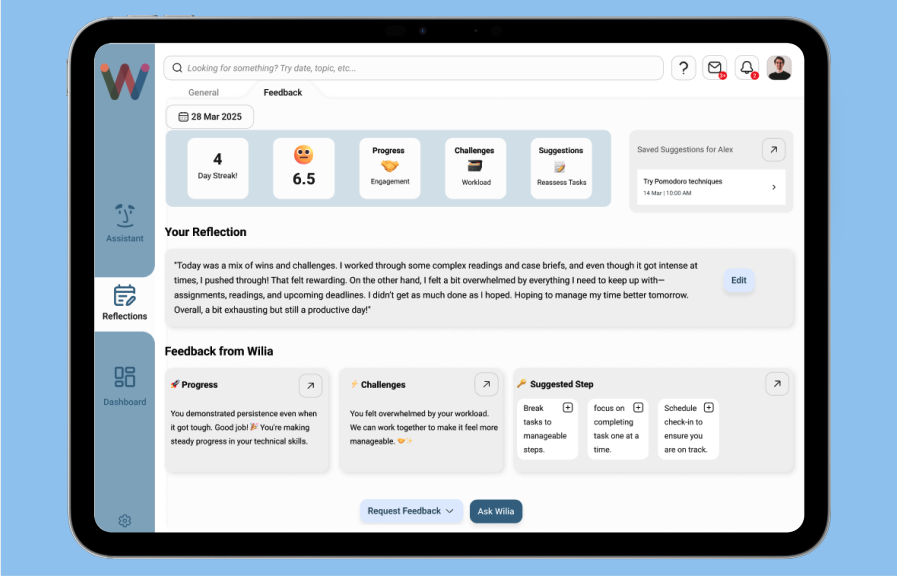 Looking for something? Try date, topic, etc...
General
Feedback
28 Mar 2025
4
Day Streak!
6.5
Progress
Engagement
Challenges
Workload
Suggestions
Reassess Tasks
Saved Suggestions for Alex
Try Pomodoro techniques
14 Mar | 10:00 AM
Assistant
Reflections
Dashboard
Your Reflection
"Today was a mix of wins and challenges. I worked through some complex readings and case briefs, and even though it got intense at
times, I pushed through! That felt rewarding. On the other hand, I felt a bit overwhelmed by everything I need to keep up with—
assignments, readings, and upcoming deadlines. I didn't get as much done as I hoped. Hoping to manage my time better tomorrow.
Overall, a bit exhausting but still a productive day!"
Edit
Feedback from Wilia
🚀 Progress
You demonstrated persistence even when
it got tough. Good job! 🎉 You're making
steady progress in your technical skills.
⚡ Challenges
You felt overwhelmed by your workload.
We can work together to make it feel more
manageable. 🤝✨
🔑 Suggested Step
Break
tasks to
manageable
steps.
focus on
completing
task one at a
time.
Schedule
check-in to
ensure you
are on track.
Request Feedback
Ask Wilia